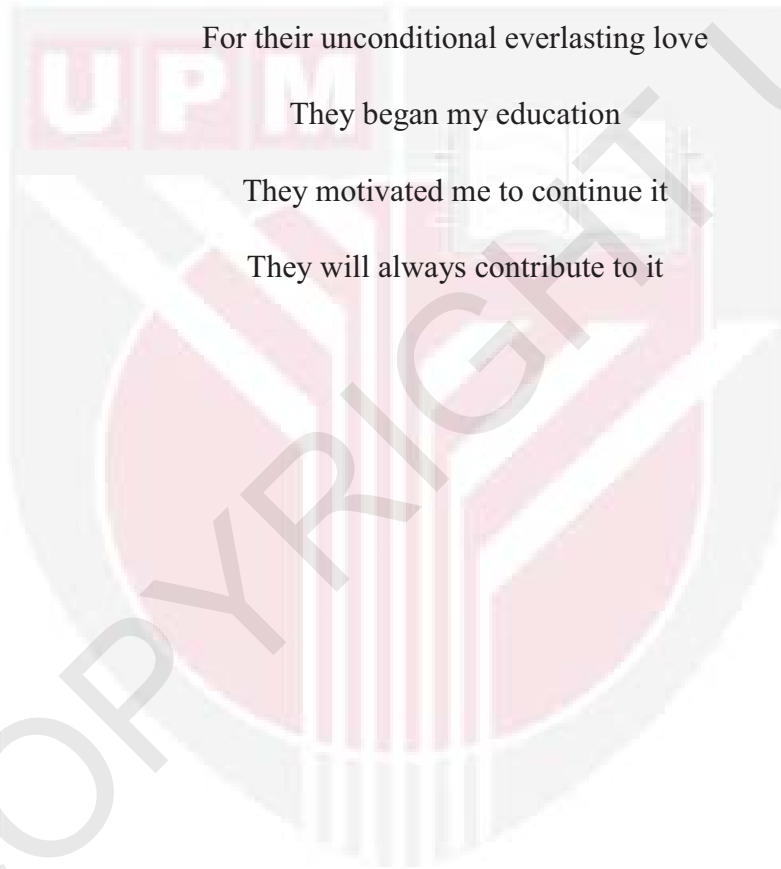 For their unconditional everlasting love
UPM
They began my education
They motivated me to continue it
They will always contribute to it
OPYRIGHT U